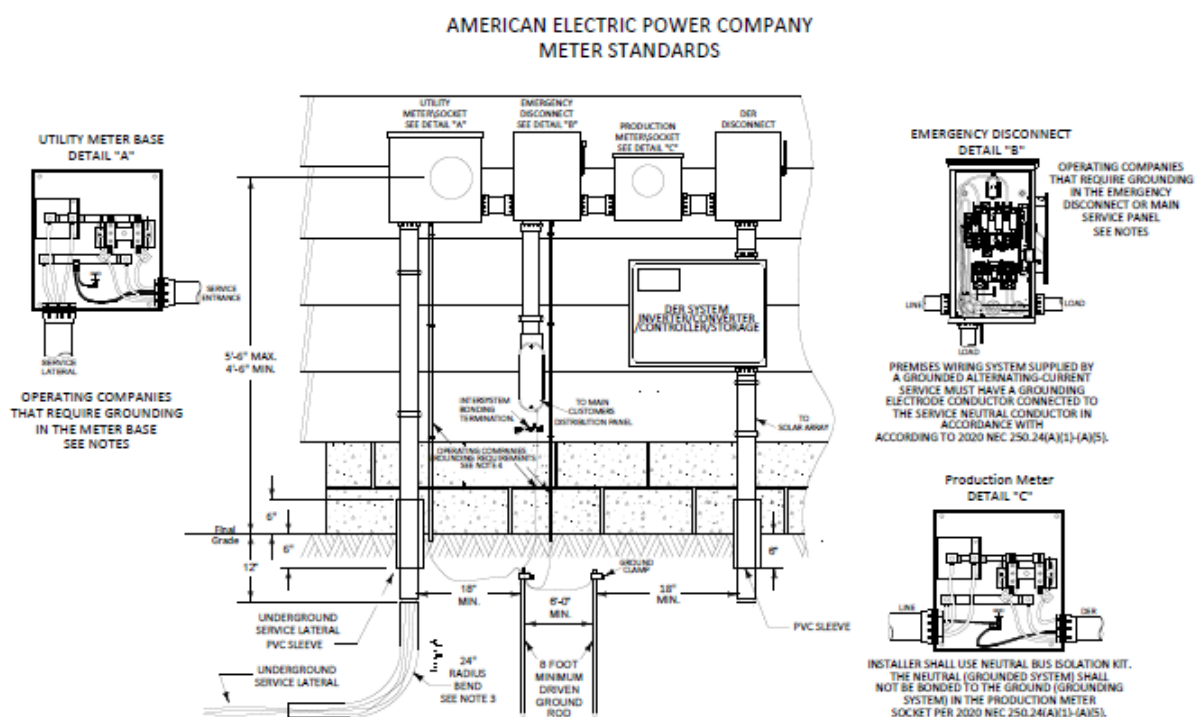 AMERICAN ELECTRIC POWER COMPANY
METER STANDARDS
UTILITY METER BASE
DETAIL "A"
SERVICE
ENTRANCE
SERVICE
LATERAL
OPERATING COMPANIES
THAT REQUIRE GROUNDING
IN THE METER BASE
SEE NOTES
UTILITY
METER\SOCKET
SEE DETAIL "A"
EMERGENCY
DISCONNECT
SEE DETAIL "B"
PRODUCTION
METER\SOCKET
SEE DETAIL "C"
DER
DISCONNECT
5'-6" MAX.
4'-6" MIN.
DER SYSTEM
INVERTER/CONVERTER
/CONTROLLER/STORAGE
INTERSYSTEM
BONDING
TERMINATION.
TO MAIN
CUSTOMERS
DISTRIBUTION PANEL
TO
SOLAR ARRAY
OPERATING COMPANIES
GROUNDING REQUIREMENTS
SEE NOTE 4
6"
Final
Grade
6"
12"
6"
GROUND
CLAMP
18"
MIN.
6'-0"
MIN.
18"
MIN.
UNDERGROUND
SERVICE LATERAL
PVC SLEEVE
PVC SLEEVE
UNDERGROUND
SERVICE LATERAL
24"
RADIUS
BEND
SEE NOTE 3
8 FOOT
MINIMUM
DRIVEN
GROUND
ROD
EMERGENCY DISCONNECT
DETAIL "B"
OPERATING COMPANIES
THAT REQUIRE GROUNDING
IN THE EMERGENCY
DISCONNECT OR MAIN
SERVICE PANEL
SEE NOTES
LINE
LOAD
LOAD
PREMISES WIRING SYSTEM SUPPLIED BY
A GROUNDED ALTERNATING-CURRENT
SERVICE MUST HAVE A GROUNDING
ELECTRODE CONDUCTOR CONNECTED TO
THE SERVICE NEUTRAL CONDUCTOR IN
ACCORDANCE WITH
ACCORDING TO 2020 NEC 250.24(A)(1)-(A)(5).
Production Meter
DETAIL "C"
LINE
DER
INSTALLER SHALL USE NEUTRAL BUS ISOLATION KIT.
THE NEUTRAL (GROUNDED SYSTEM) SHALL
NOT BE BONDED TO THE GROUND (GROUNDING
SYSTEM) IN THE PRODUCTION METER
SOCKET PER 2020 NEC 250.24(A)(1)-(A)(5).